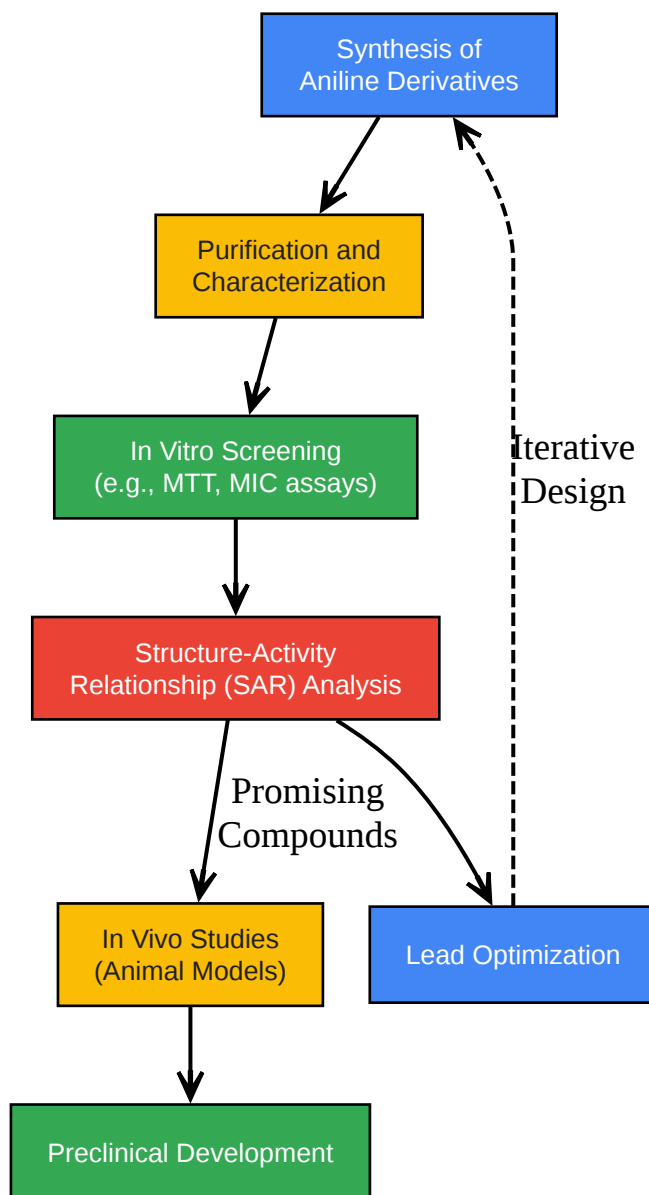 Synthesis of
Aniline Derivatives
Purification and
Characterization
In Vitro Screening
(e.g., MTT, MIC assays)
Iterative
Design
Structure-Activity
Relationship (SAR) Analysis
Promising
Compounds
In Vivo Studies
(Animal Models)
Lead Optimization
Preclinical Development